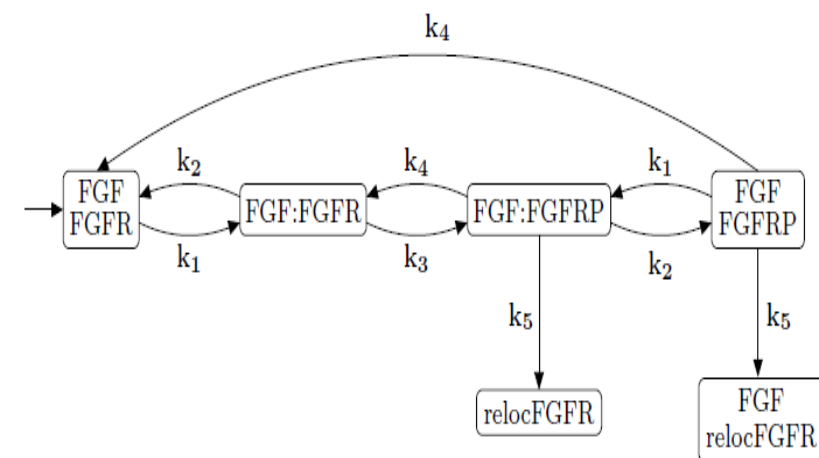 k₄
k₂
k₄
k₁
FGF
FGFR
FGF:FGFR
FGF:FGFRP
FGF
FGFRP
k₁
k₃
k₂
k₅
k₅
relocFGFR
FGF
relocFGFR